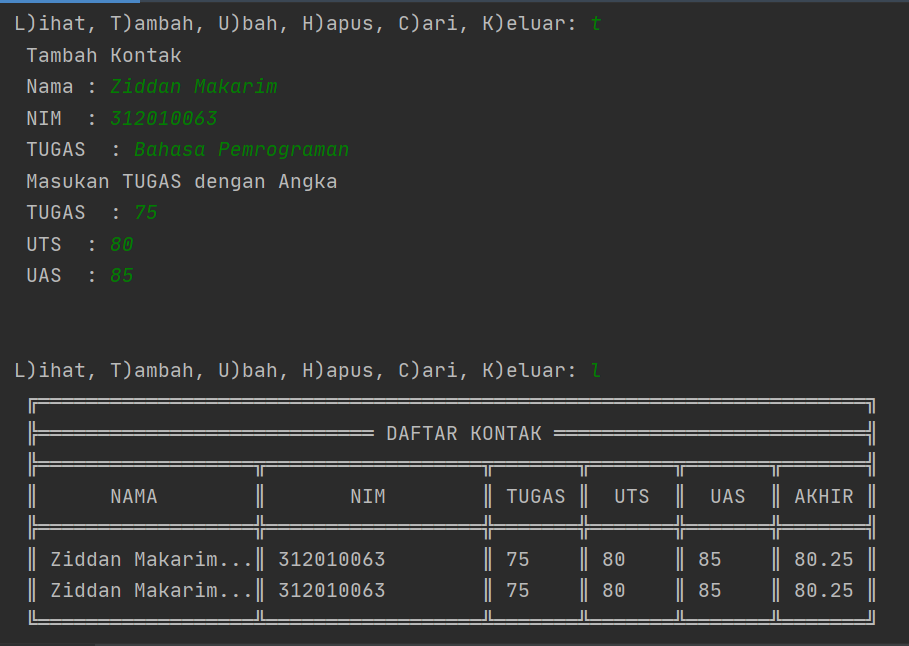 L)ihat, T)ambah, U)bah, H)apus, C)ari, K)eluar: t
Tambah Kontak
Nama : Ziddan Makarim
NIM  : 312010063
TUGAS  : Bahasa Pemrograman
Masukan TUGAS dengan Angka
TUGAS  : 75
UTS  : 80
UAS  : 85
L)ihat, T)ambah, U)bah, H)apus, C)ari, K)eluar: l
DAFTAR KONTAK
NAMA NIM TUGAS UTS UAS AKHIR
Ziddan Makarim... 312010063 75 80 85 80.25
Ziddan Makarim... 312010063 75 80 85 80.25